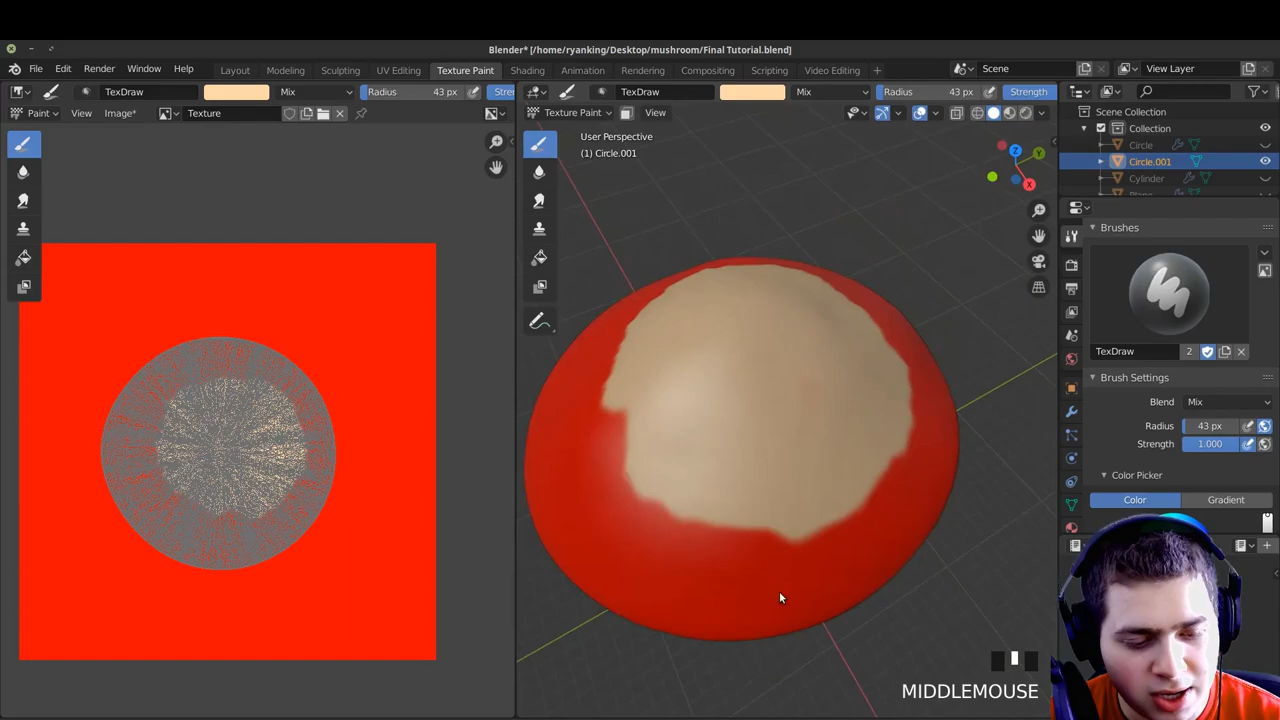 Blender* [/home/ryanking/Desktop/mushroom/Final Tutorial.blend]
File Edit Render Window Help Layout Modeling Sculpting UV Editing Texture Paint Shading Animation Rendering Compositing Scripting Video Editing + Scene View Layer
TexDraw Mix Radius 43 px TexDraw Mix Radius 43 px Strength
Paint View Image* Texture Texture Paint View
Scene Collection
Collection
Circle
Circle.001
Cylinder
User Perspective
(1) Circle.001
Z
Y
X
Brushes
TexDraw 2
Brush Settings
Blend Mix
Radius 43 px
Strength 1.000
Color Picker
Color Gradient
MIDDLEMOUSE